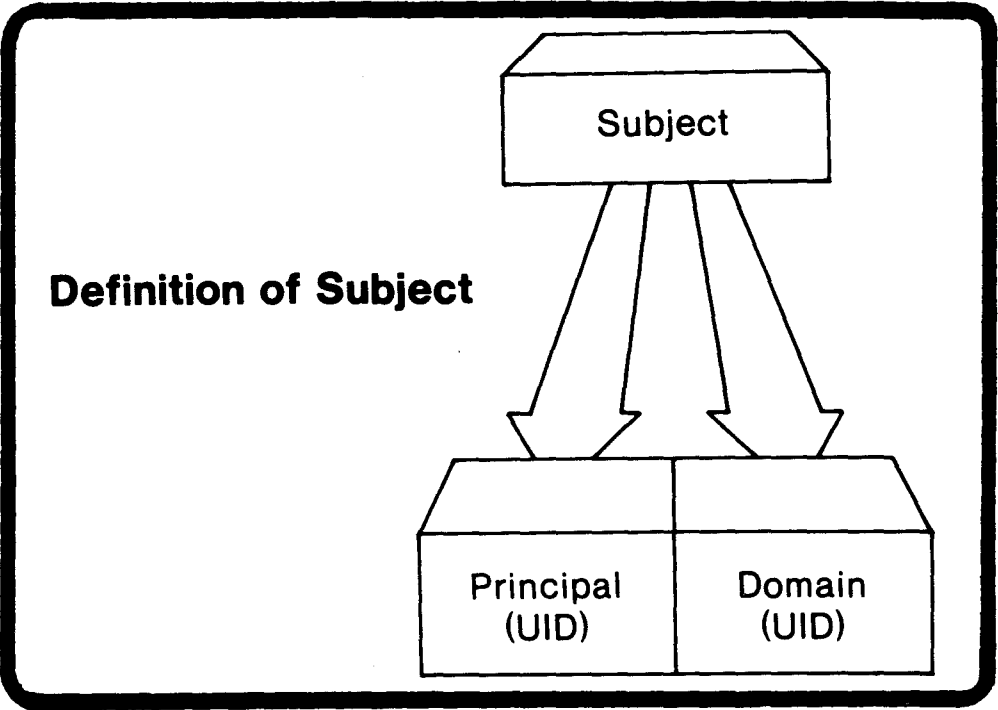 Subject
Definition of Subject
Principal
(UID)
Domain
(UID)